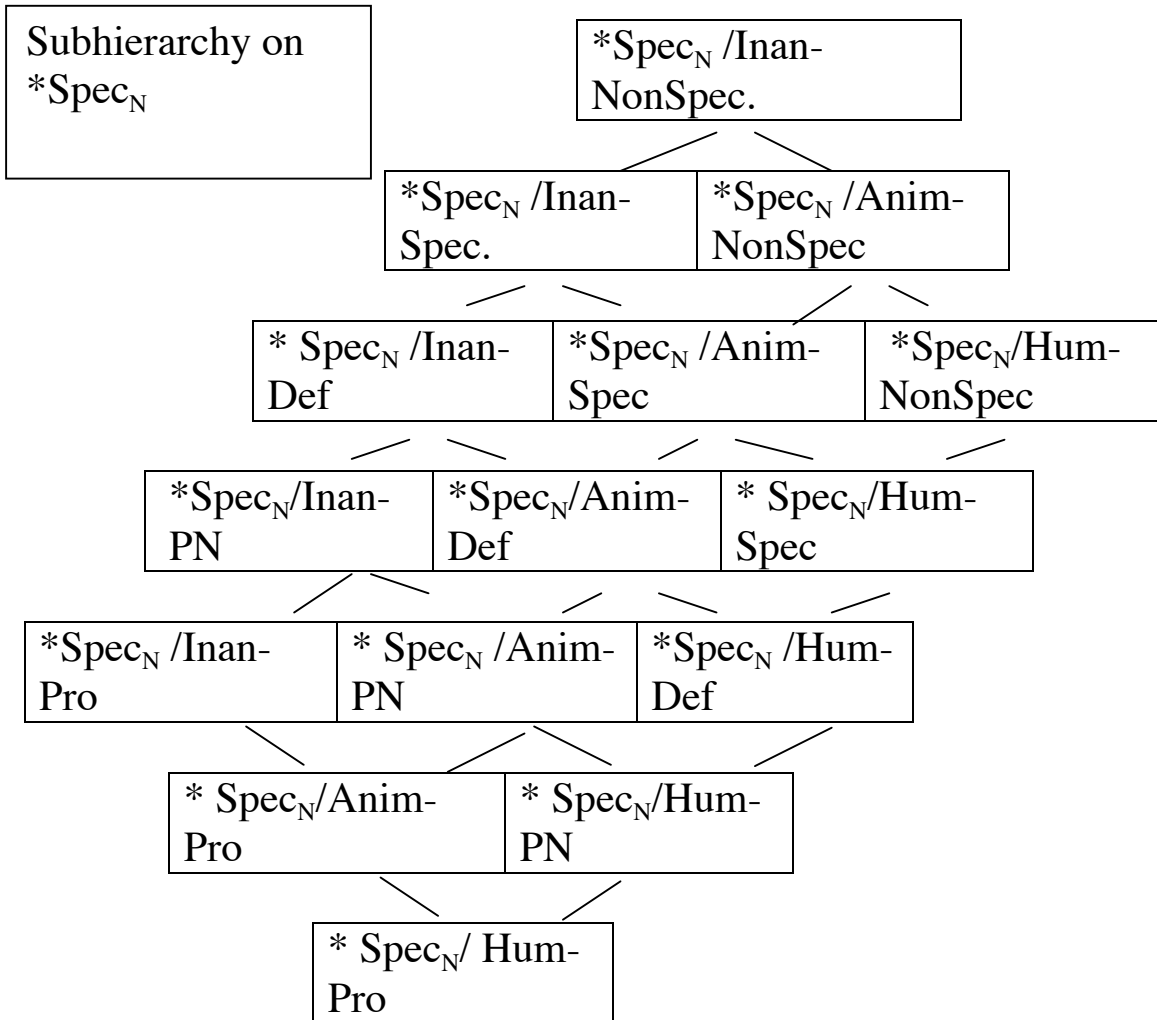 Subhierarchy on
*Spec_N
*Spec_N /Inan-
NonSpec.
*Spec_N /Inan-
Spec.
*Spec_N /Anim-
NonSpec
* Spec_N /Inan-
Def
*Spec_N /Anim-
Spec
*Spec_N/Hum-
NonSpec
*Spec_N/Inan-
PN
*Spec_N/Anim-
Def
* Spec_N/Hum-
Spec
*Spec_N /Inan-
Pro
* Spec_N /Anim-
PN
*Spec_N /Hum-
Def
* Spec_N/Anim-
Pro
* Spec_N/Hum-
PN
* Spec_N/ Hum-
Pro